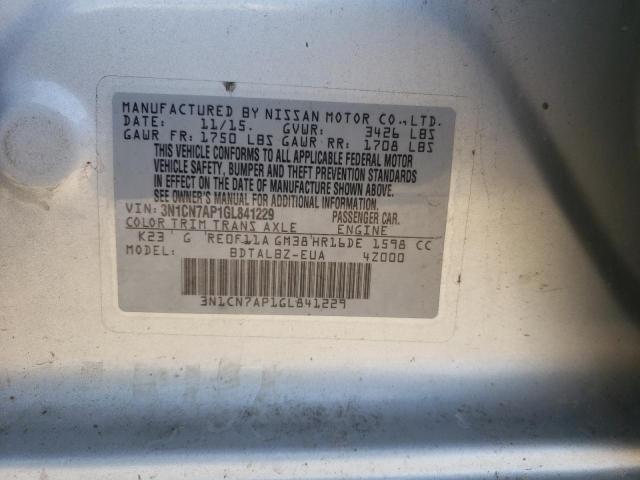 MANUFACTURED BY NISSAN MOTOR CO.,LTD.
DATE: 11/15. GVWR: 3426 LBS
GAWR FR: 1750 LBS GAWR RR: 1708 LBS
THIS VEHICLE CONFORMS TO ALL APPLICABLE FEDERAL MOTOR
VEHICLE SAFETY, BUMPER AND THEFT PREVENTION STANDARDS
IN EFFECT ON THE DATE OF MANUFACTURE SHOWN ABOVE.
SEE OWNER'S MANUAL FOR ADDITIONAL INFORMATION.
VIN: 3N1CN7AP1GL841229 PASSENGER CAR.
COLOR TRIM TRANS AXLE ENGINE
K23 G RE0F11A GM38 HR16DE 1598 CC
MODEL: BDTALBZ-EUA 4Z000
3N1CN7AP1GL841229